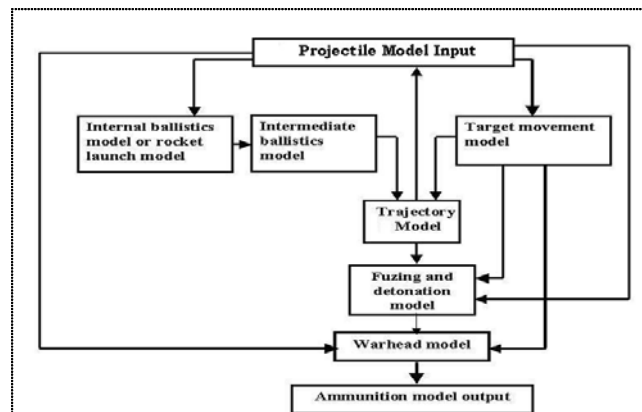 Projectile Model Input
Internal ballistics
model or rocket
launch model
Intermediate
ballistics
model
Target movement
model
Trajectory
Model
Fuzing and
detonation
model
Warhead model
Ammunition model output